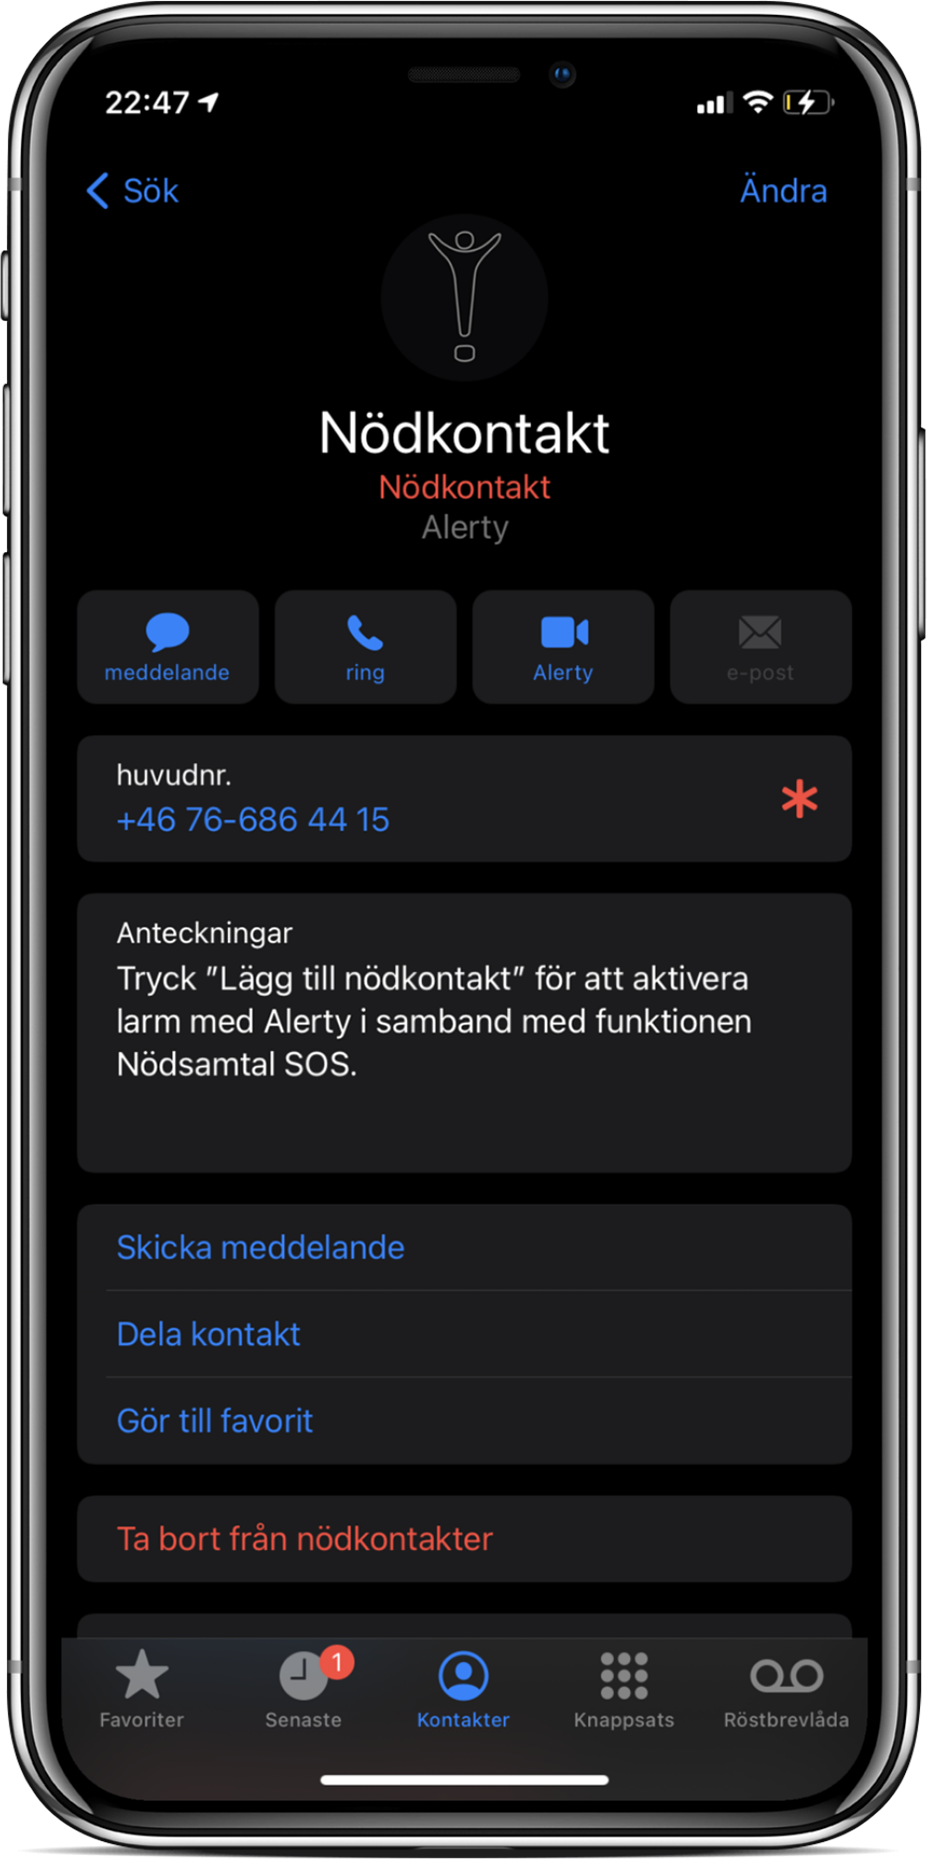 22:47
Sök
Ändra
Nödkontakt
Nödkontakt
Alerty
meddelande
ring
Alerty
e-post
huvudnr.
+46 76-686 44 15
Anteckningar
Tryck ”Lägg till nödkontakt” för att aktivera
larm med Alerty i samband med funktionen
Nödsamtal SOS.
Skicka meddelande
Dela kontakt
Gör till favorit
Ta bort från nödkontakter
1
Favoriter
Senaste
Kontakter
Knappsats
Röstbrevlåda